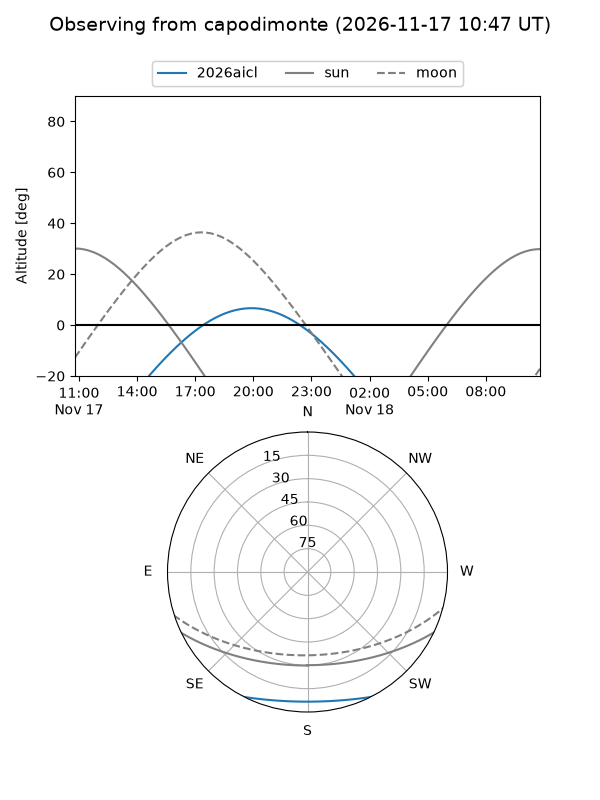 Observing from capodimonte (2026-11-17 10:47 UT)
2026aicl sun moon
Altitude [deg]
80
60
40
20
0
−20
11:00 14:00 17:00 20:00 23:00 02:00 05:00 08:00
Nov 17 Nov 18
N
NE NW
15
30
45
60
75
E W
SE SW
S